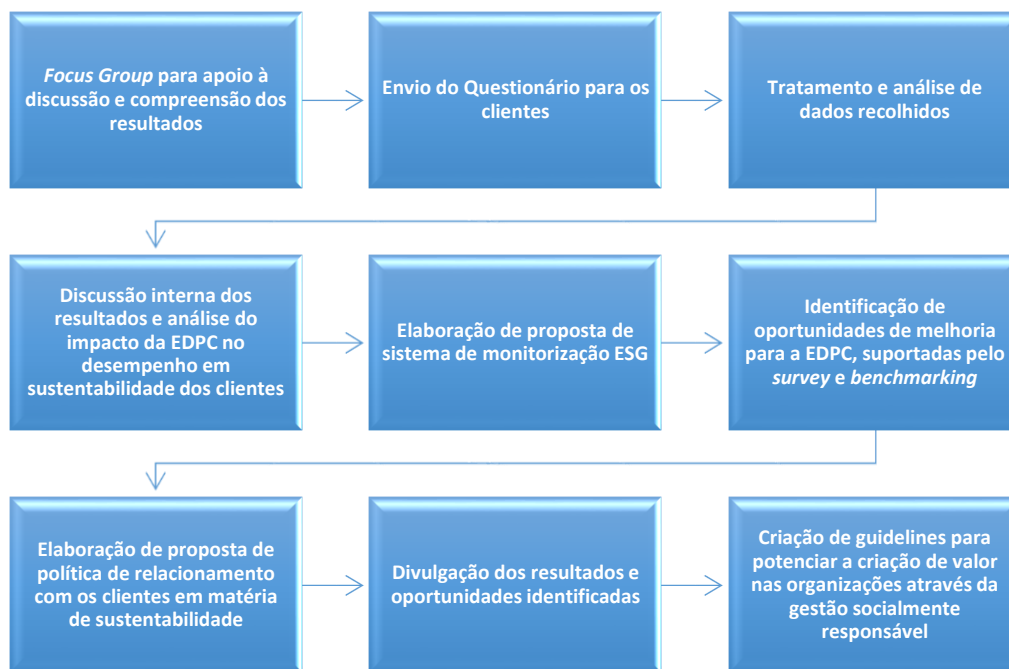 Focus Group para apoio à
discussão e compreensão dos
resultados
Envio do Questionário para os
clientes
Tratamento e análise de
dados recolhidos
Discussão interna dos
resultados e análise do
impacto da EDPC no
desempenho em
sustentabilidade dos clientes
Elaboração de proposta de
sistema de monitorização ESG
Identificação de
oportunidades de melhoria
para a EDPC, suportadas pelo
survey e benchmarking
Elaboração de proposta de
política de relacionamento
com os clientes em matéria
de sustentabilidade
Divulgação dos resultados e
oportunidades identificadas
Criação de guidelines para
potenciar a criação de valor
nas organizações através da
gestão socialmente
responsável